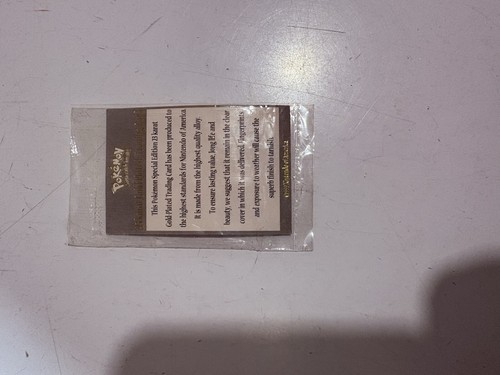 POKéMON
This Pokémon Special Edition 23 karat
Gold Plated Trading Card has been produced to
the highest standards for Nintendo of America.
It is made from the highest quality alloy.
To ensure lasting value, long life and
beauty, we suggest that it remain in the clear
cover in which it was delivered. Fingerprints
and exposure to weather will cause the
superb finish to tarnish.